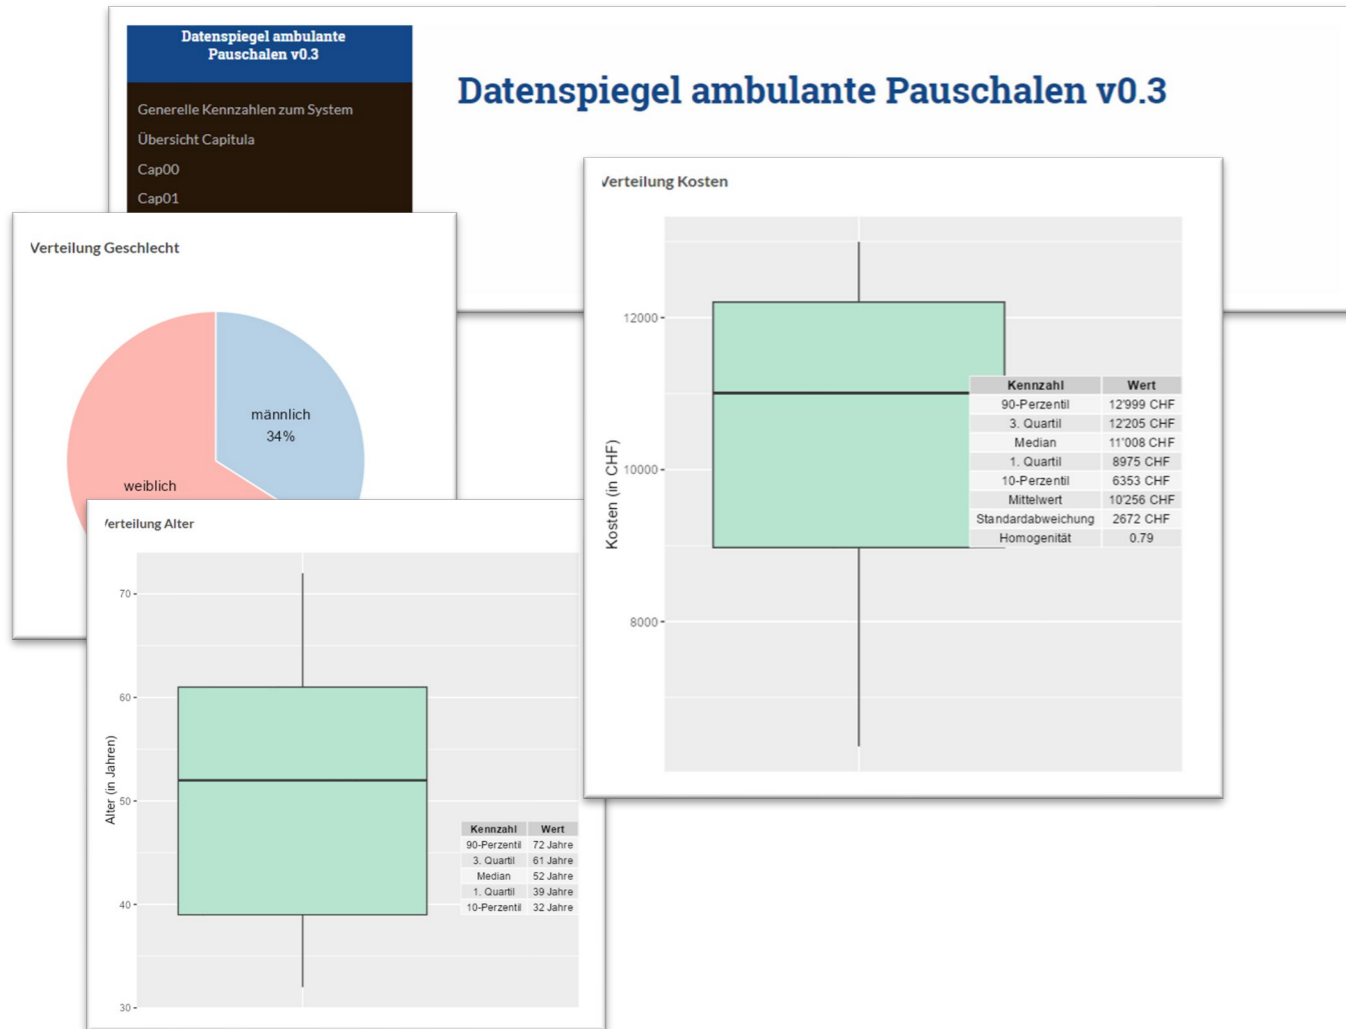 Datenspiegel ambulante
Pauschalen v0.3
Generelle Kennzahlen zum System
Übersicht Capitula
Cap00
Cap01
Datenspiegel ambulante Pauschalen v0.3
Verteilung Geschlecht
männlich
34%
weiblich
Verteilung Kosten
Kosten (in CHF)
12000
10000
8000
Kennzahl Wert
90-Perzentil 12'999 CHF
3. Quartil 12'205 CHF
Median 11'008 CHF
1. Quartil 8975 CHF
10-Perzentil 6353 CHF
Mittelwert 10'256 CHF
Standardabweichung 2672 CHF
Homogenität 0.79
Verteilung Alter
Alter (in Jahren)
70
60
50
40
30
Kennzahl Wert
90-Perzentil 72 Jahre
3. Quartil 61 Jahre
Median 52 Jahre
1. Quartil 39 Jahre
10-Perzentil 32 Jahre